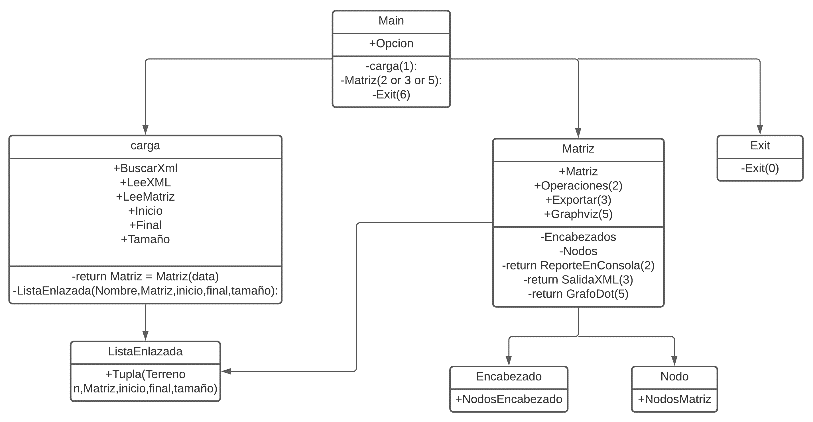 Main
+Opcion
-carga(1):
-Matriz(2 or 3 or 5):
-Exit(6)
carga
+BuscarXml
+LeeXML
+LeeMatriz
+Inicio
+Final
+Tamaño
-return Matriz = Matriz(data)
-ListaEnlazada(Nombre,Matriz,inicio,final,tamaño):
Matriz
+Matriz
+Operaciones(2)
+Exportar(3)
+Graphviz(5)
-Encabezados
-Nodos
-return ReporteEnConsola(2)
-return SalidaXML(3)
-return GrafoDot(5)
Exit
-Exit(0)
ListaEnlazada
+Tupla(Terreno
n,Matriz,inicio,final,tamaño)
Encabezado
+NodosEncabezado
Nodo
+NodosMatriz